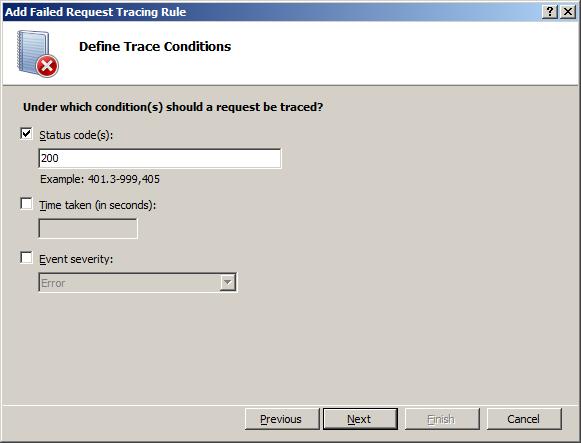 Add Failed Request Tracing Rule
Define Trace Conditions
Under which condition(s) should a request be traced?
Status code(s):
200
Example: 401.3-999,405
Time taken (in seconds):
Event severity:
Error
Previous Next Finish Cancel